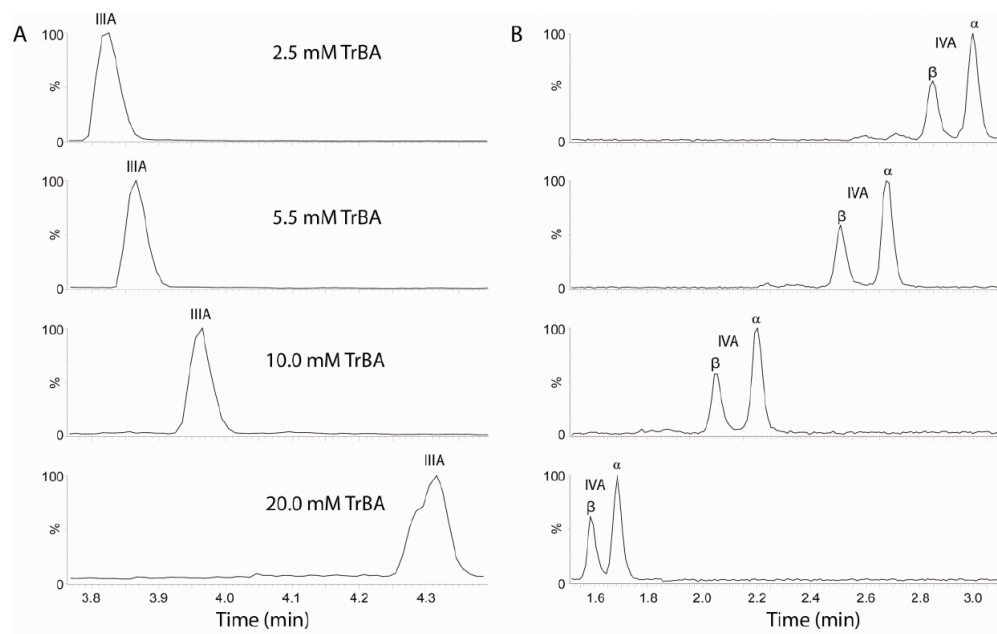 A
IIIA
100
%
0
2.5 mM TrBA
IIIA
100
%
0
5.5 mM TrBA
IIIA
100
%
0
10.0 mM TrBA
IIIA
100
%
0
20.0 mM TrBA
3.8 3.9 4.0 4.1 4.2 4.3
Time (min)
B
100
%
0
β IVA α
100
%
0
β IVA α
100
%
0
β IVA α
100
%
0
β IVA α
1.6 1.8 2.0 2.2 2.4 2.6 2.8 3.0
Time (min)